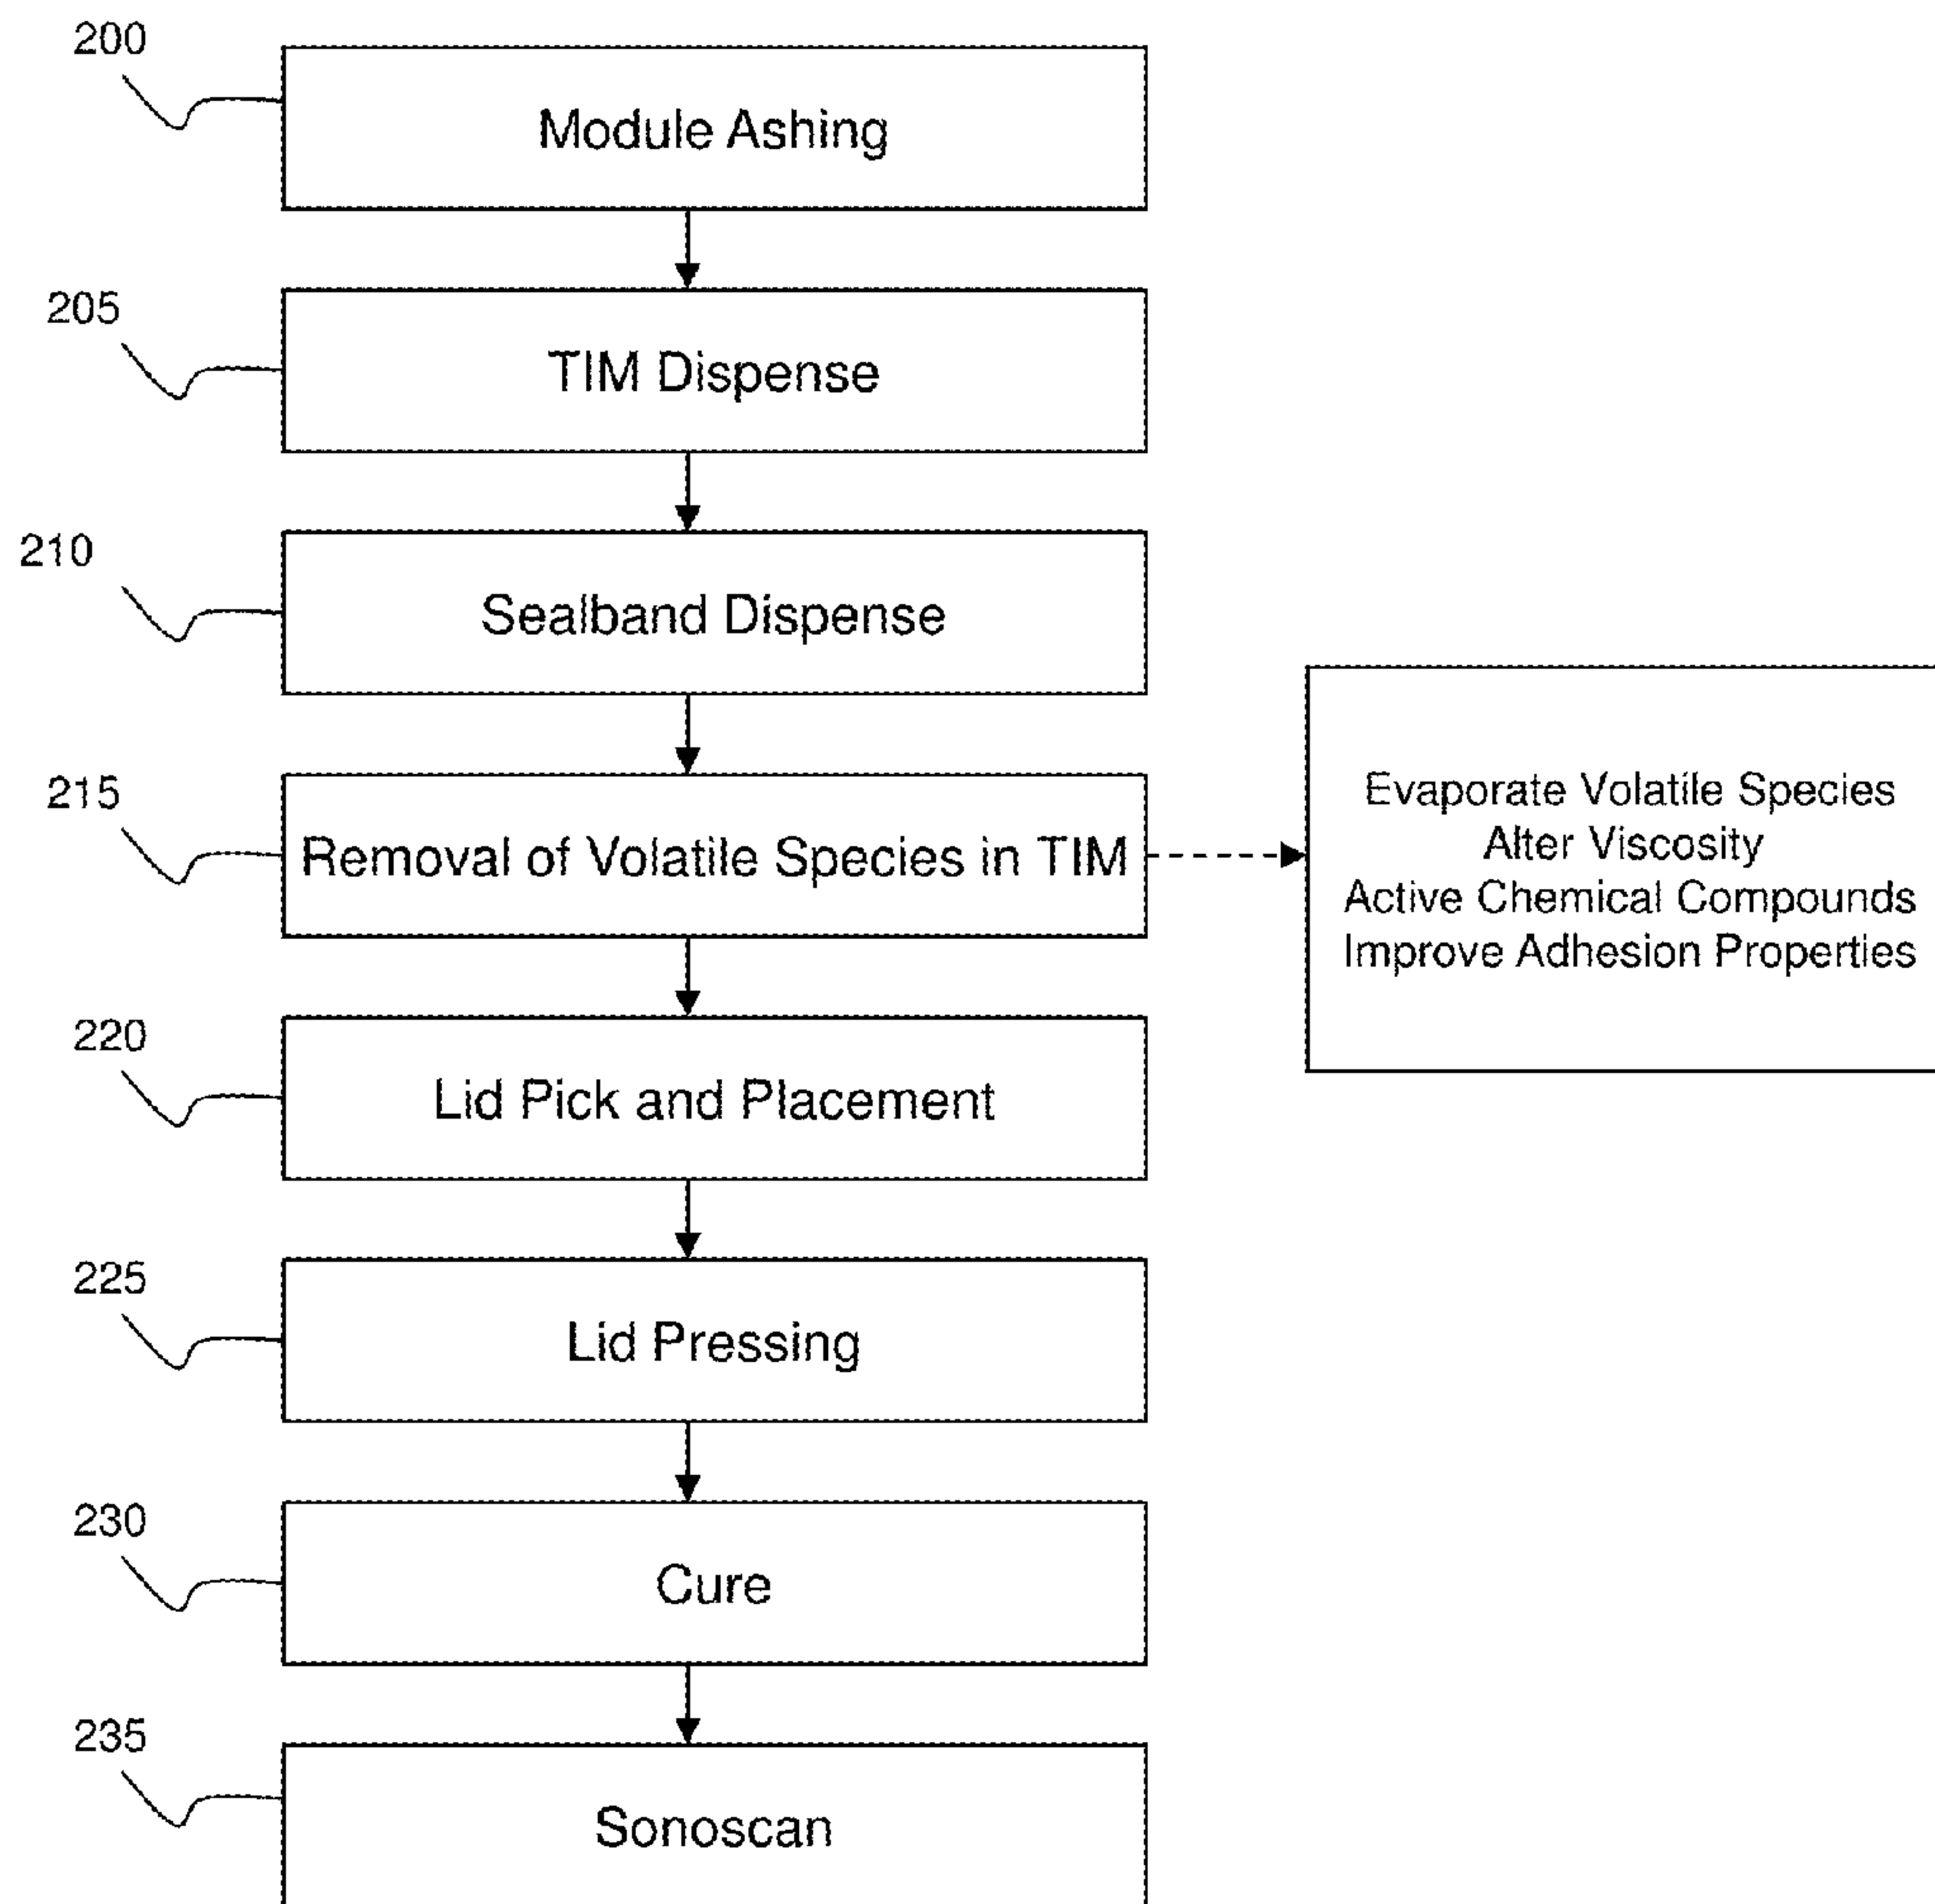 200
Module Ashing
205
TIM Dispense
210
Sealband Dispense
215
Removal of Volatile Species in TIM
Evaporate Volatile Species
Alter Viscosity
Active Chemical Compounds
Improve Adhesion Properties
220
Lid Pick and Placement
225
Lid Pressing
230
Cure
235
Sonoscan